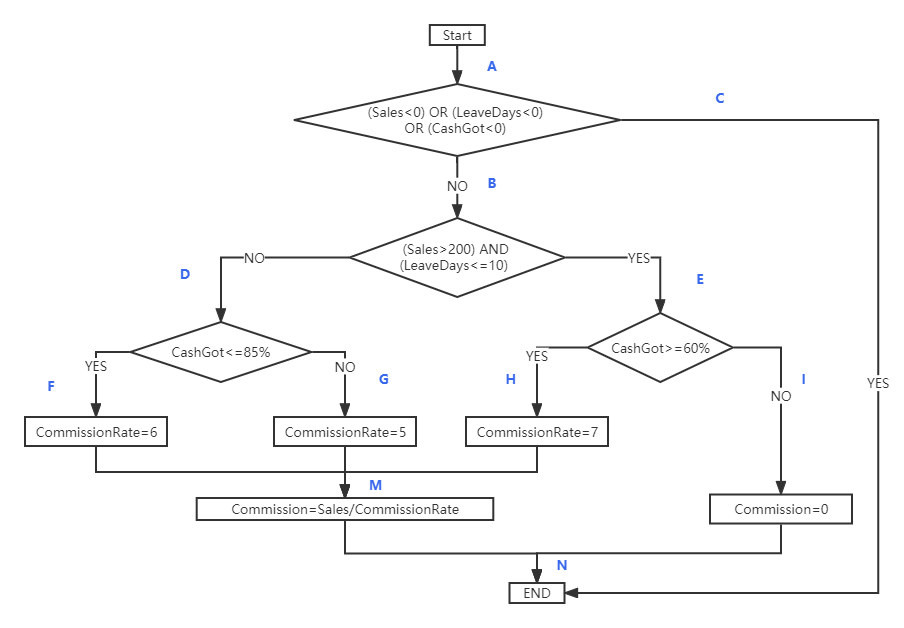 Start
A
C
(Sales<0) OR (LeaveDays<0)
OR (CashGot<0)
NO
B
(Sales>200) AND
(LeaveDays<=10)
NO
YES
D
E
CashGot<=85%
CashGot>=60%
YES
NO
YES
NO
YES
F
G
H
I
CommissionRate=6
CommissionRate=5
CommissionRate=7
M
Commission=Sales/CommissionRate
Commission=0
N
END